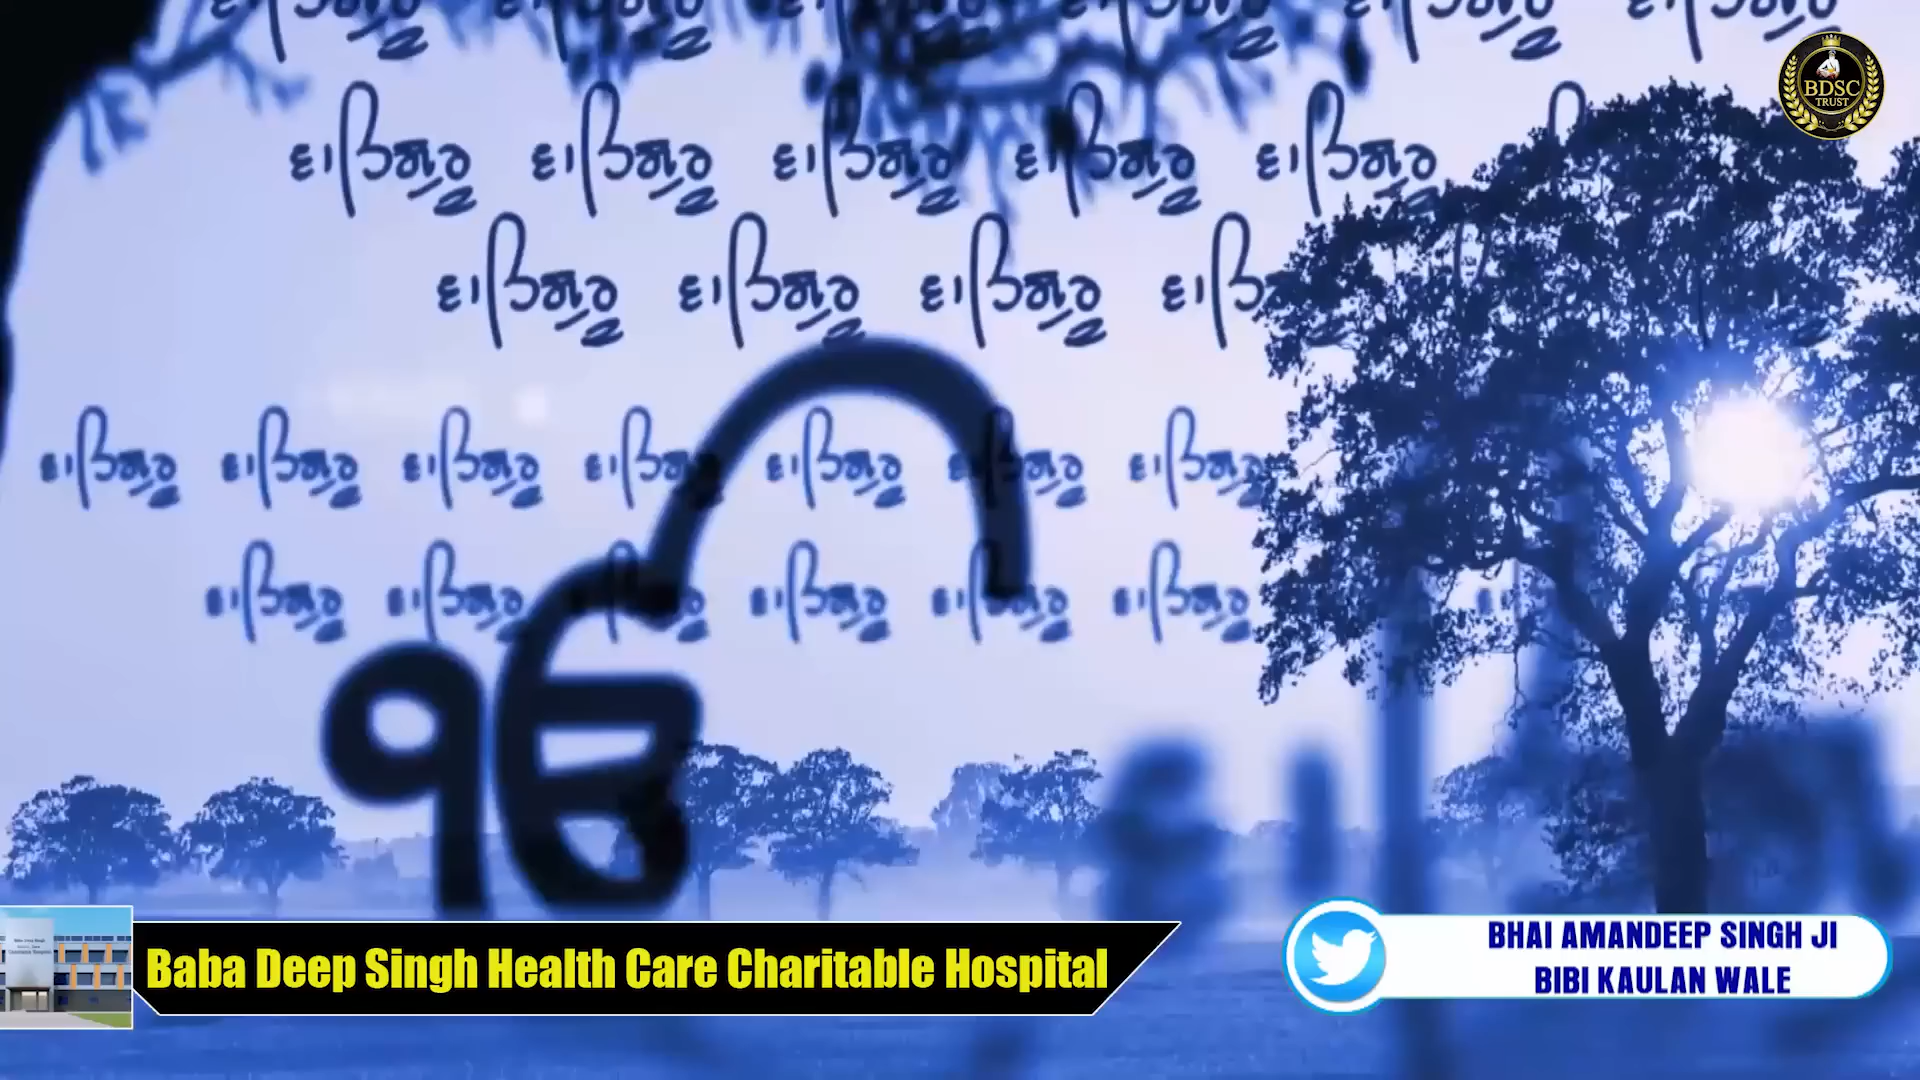 ਵਾਹਿਗੁਰੂ ਵਾਹਿਗੁਰੂ ਵਾਹਿਗੁਰੂ ਵਾਹਿਗੁਰੂ ਵਾਹਿਗੁਰੂ
BDSC
TRUST
ਵਾਹਿਗੁਰੂ ਵਾਹਿਗੁਰੂ ਵਾਹਿਗੁਰੂ
ਵਾਹਿਗੁਰੂ ਵਾਹਿਗੁਰੂ ਵਾਹਿਗੁਰੂ ਵਾਹਿਗੁਰੂ ਵਾਹਿਗੁਰੂ ਵਾਹਿਗੁਰੂ ਵਾਹਿਗੁਰੂ
ਵਾਹਿਗੁਰੂ ਵਾਹਿਗੁਰੂ ਵਾਹਿਗੁਰੂ ਵਾਹਿਗੁਰੂ ਵਾਹਿਗੁਰੂ ਵਾਹਿਗੁਰੂ
ੴ
Baba Deep Singh Health Care Charitable Hospital
BHAI AMANDEEP SINGH JI
BIBI KAULAN WALE